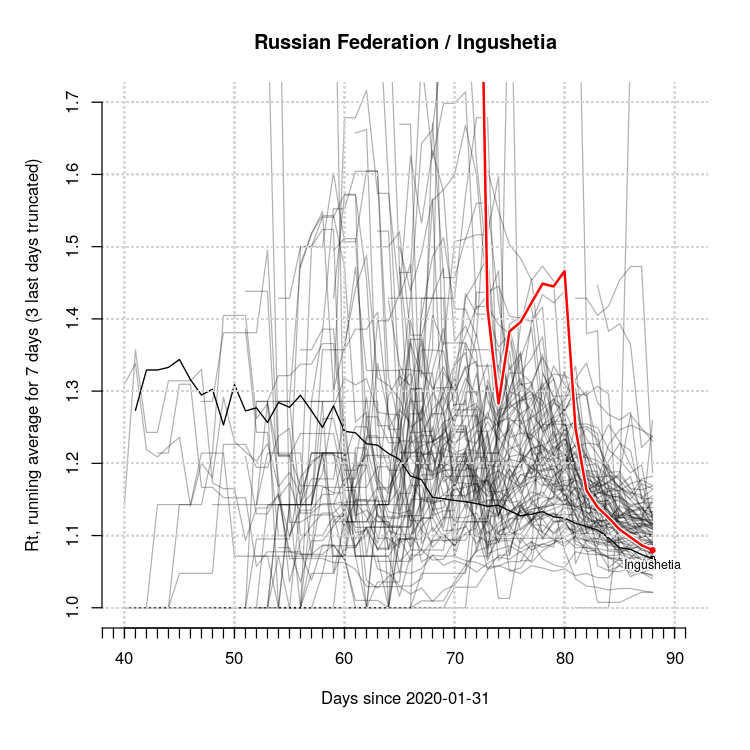 Russian Federation / Ingushetia
Rt, running average for 7 days (3 last days truncated)
1.7
1.6
1.5
1.4
1.3
1.2
1.1
1.0
Ingushetia
40 50 60 70 80 90
Days since 2020-01-31